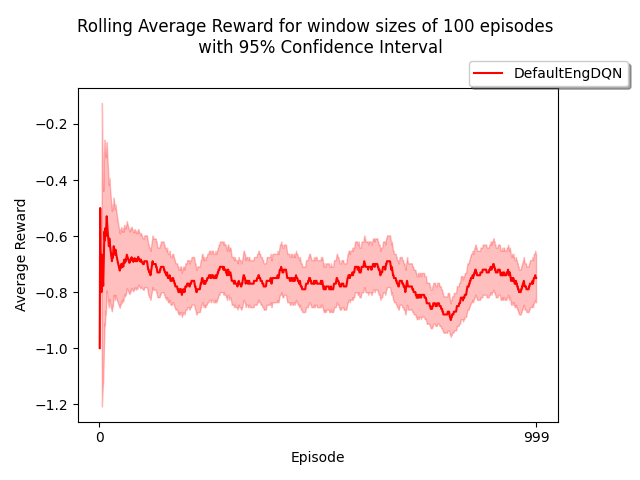 Rolling Average Reward for window sizes of 100 episodes
with 95% Confidence Interval
DefaultEngDQN
−0.2
−0.4
−0.6
−0.8
−1.0
−1.2
Average Reward
0
999
Episode